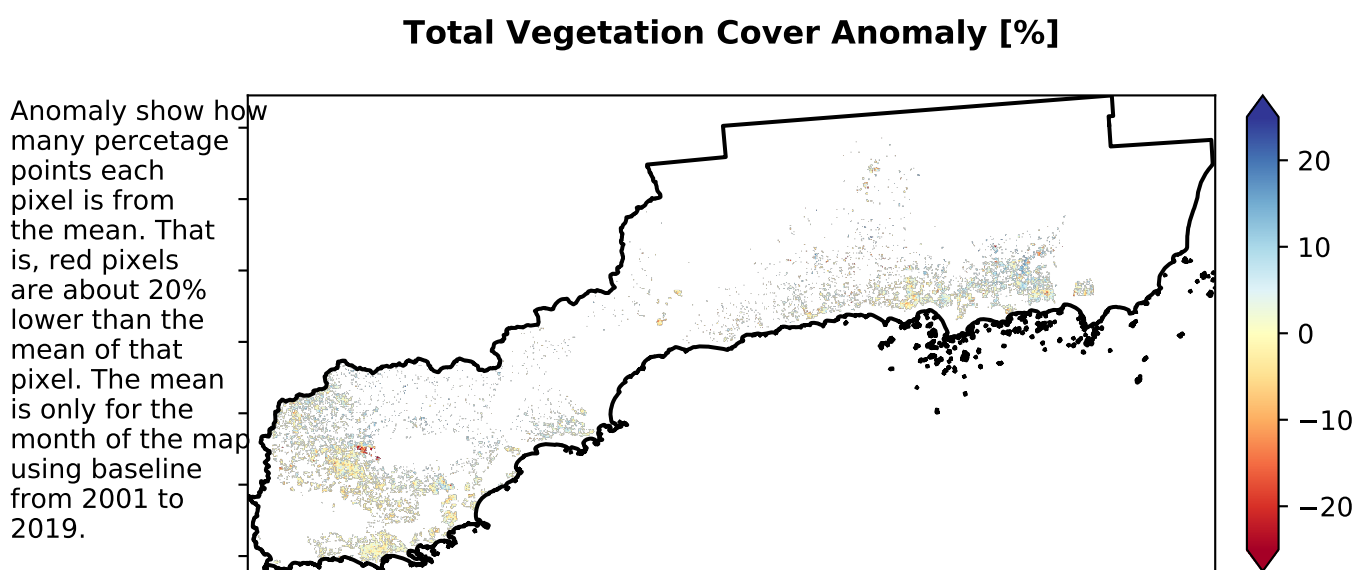 Total Vegetation Cover Anomaly [%]
Anomaly show how
many percetage
points each
pixel is from
the mean. That
is, red pixels
are about 20%
lower than the
mean of that
pixel. The mean
is only for the
month of the map
using baseline
from 2001 to
2019.
20
10
0
−10
−20